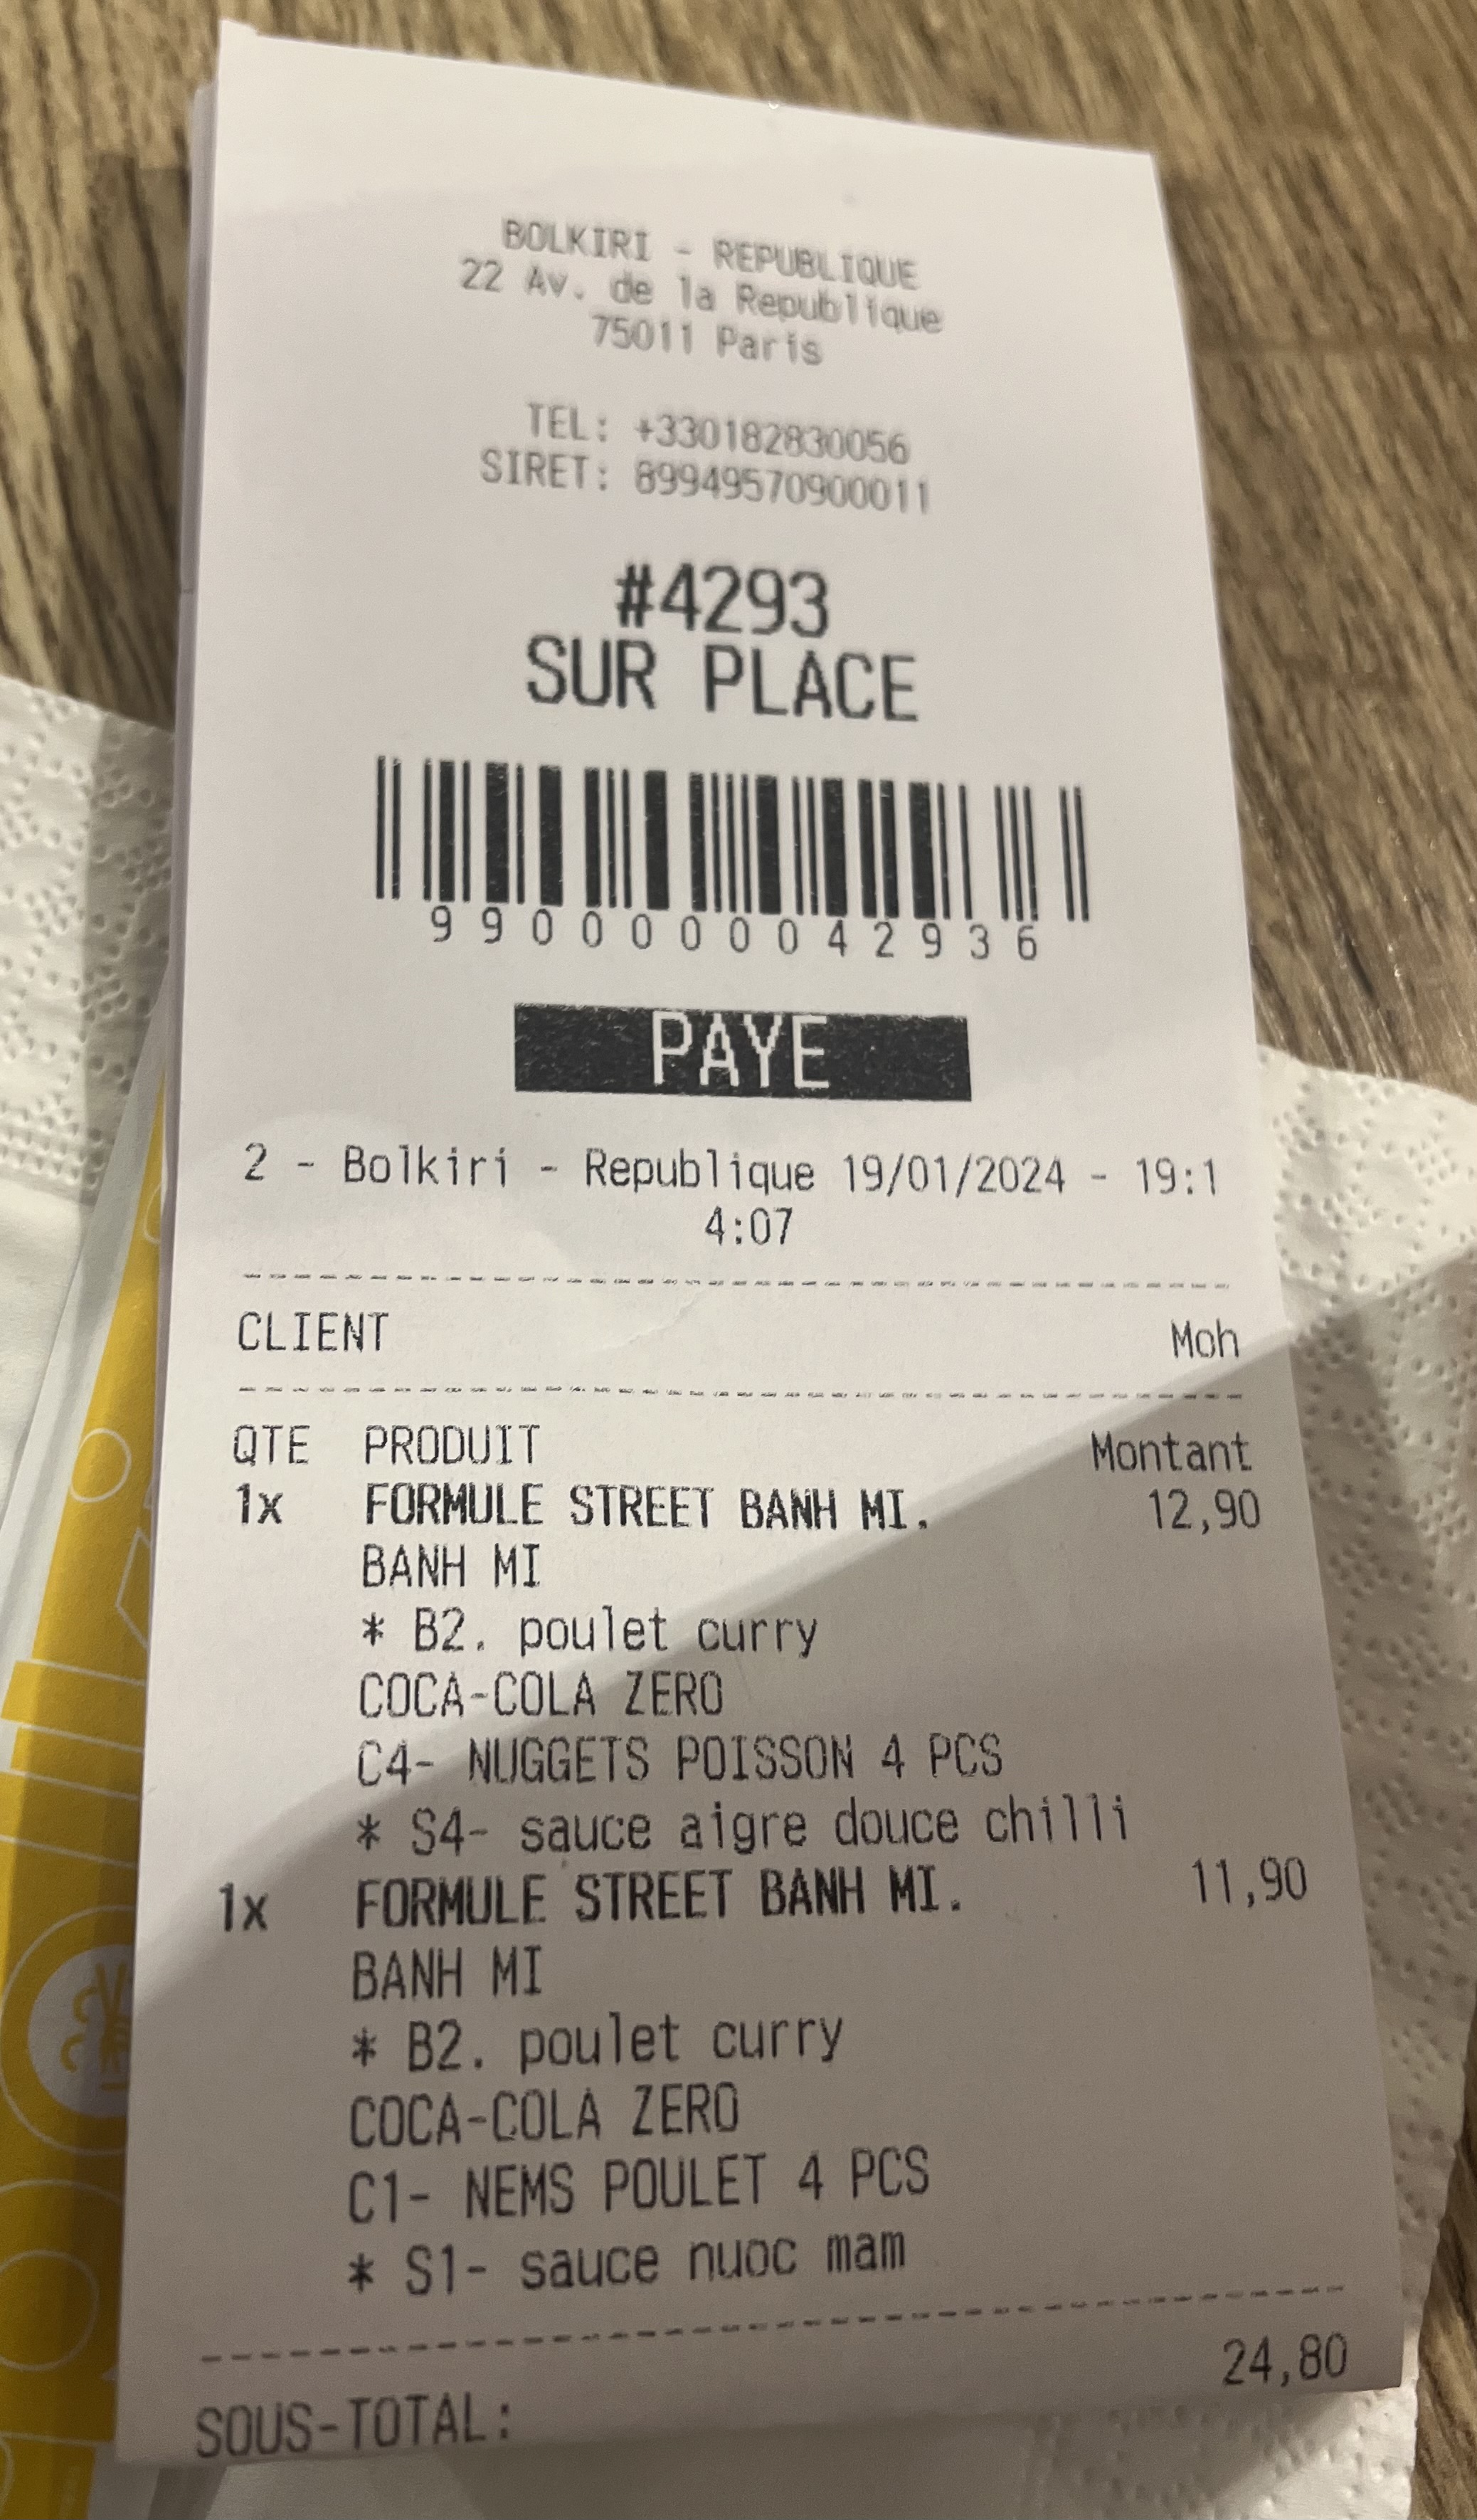 BOLKIRI - REPUBLIQUE
22 Av. de la Republique
75011 Paris
TEL: +330182830056
SIRET: 89949570900011
#4293
SUR PLACE
9900000042936
PAYE
2 - Bolkiri - Republique 19/01/2024 - 19:1
4:07
CLIENT Moh
QTE PRODUIT Montant
1x FORMULE STREET BANH MI. 12,90
BANH MI
* B2. poulet curry
COCA-COLA ZERO
C4- NUGGETS POISSON 4 PCS
* S4- sauce aigre douce chilli
1x FORMULE STREET BANH MI. 11,90
BANH MI
* B2. poulet curry
COCA-COLA ZERO
C1- NEMS POULET 4 PCS
* S1- sauce nuoc mam
SOUS-TOTAL: 24,80